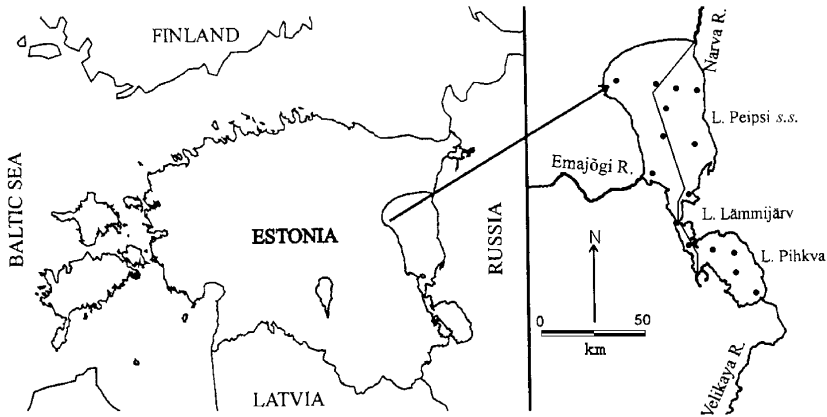 FINLAND
BALTIC SEA
ESTONIA
RUSSIA
LATVIA
Narva R.
L. Peipsi s.s.
Emajõgi R.
L. Lämmijärv
L. Pihkva
N
0 50
km
Velikaya R.